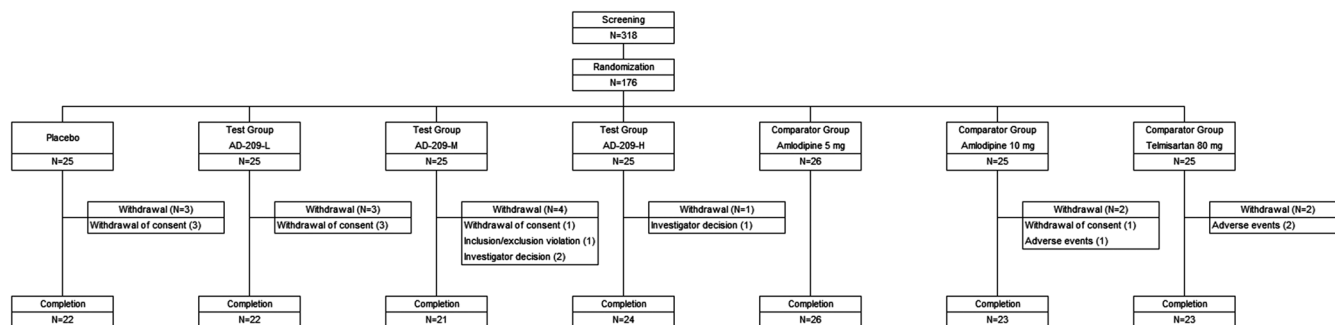 Screening
N=318
Randomization
N=176
Placebo
N=25
Test Group
AD-209-L
N=25
Test Group
AD-209-M
N=25
Test Group
AD-209-H
N=25
Comparator Group
Amlodipine 5 mg
N=26
Comparator Group
Amlodipine 10 mg
N=25
Comparator Group
Telmisartan 80 mg
N=25
Withdrawal (N=3)
Withdrawal of consent (3)
Withdrawal (N=3)
Withdrawal of consent (3)
Withdrawal (N=4)
Withdrawal of consent (1)
Inclusion/exclusion violation (1)
Investigator decision (2)
Withdrawal (N=1)
Investigator decision (1)
Withdrawal (N=2)
Withdrawal of consent (1)
Adverse events (1)
Withdrawal (N=2)
Adverse events (2)
Completion
N=22
Completion
N=22
Completion
N=21
Completion
N=24
Completion
N=26
Completion
N=23
Completion
N=23